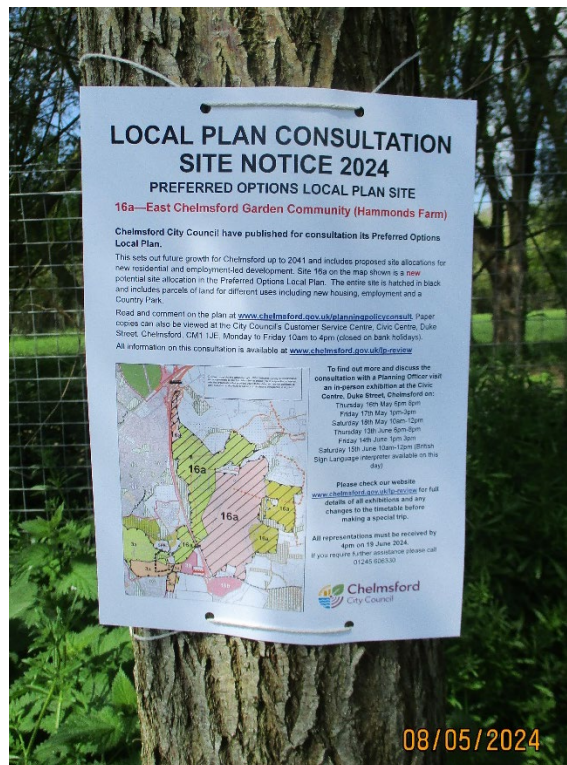 LOCAL PLAN CONSULTATION
SITE NOTICE 2024
PREFERRED OPTIONS LOCAL PLAN SITE
16a—East Chelmsford Garden Community (Hammonds Farm)
Chelmsford City Council have published for consultation its Preferred Options
Local Plan.
This sets out future growth for Chelmsford up to 2041 and includes proposed site allocations for
new residential and employment-led development. Site 16a on the map shown is a new
potential site allocation in the Preferred Options Local Plan. The entire site is hatched in black
and includes parcels of land for different uses including new housing, employment and a
Country Park.
Read and comment on the plan at www.chelmsford.gov.uk/planningpolicyconsult. Paper
copies can also be viewed at the City Council's Customer Service Centre, Civic Centre, Duke
Street, Chelmsford, CM1 1JE, Monday to Friday 10am to 4pm (closed on bank holidays).
All information on this consultation is available at www.chelmsford.gov.uk/lp-review
16a
16a
16a
16a
16a
To find out more and discuss the
consultation with a Planning Officer visit
an in-person exhibition at the Civic
Centre, Duke Street, Chelmsford on:
Thursday 16th May
Friday 17th May 1pm-3pm
Saturday 18th May 10am-12pm
Thursday 13th June
Friday 14th June 1pm-3pm
Saturday 15th June 10am-12pm (British
Sign Language interpreter available on this
day)
Please check our website
www.chelmsford.gov.uk/lp-review for full
details of all exhibitions and any
changes to the timetable before
making a special trip.
All representations must be received by
4pm on 19 June 2024.
If you require further assistance please call
01245 606330
Chelmsford
City Council
08/05/2024